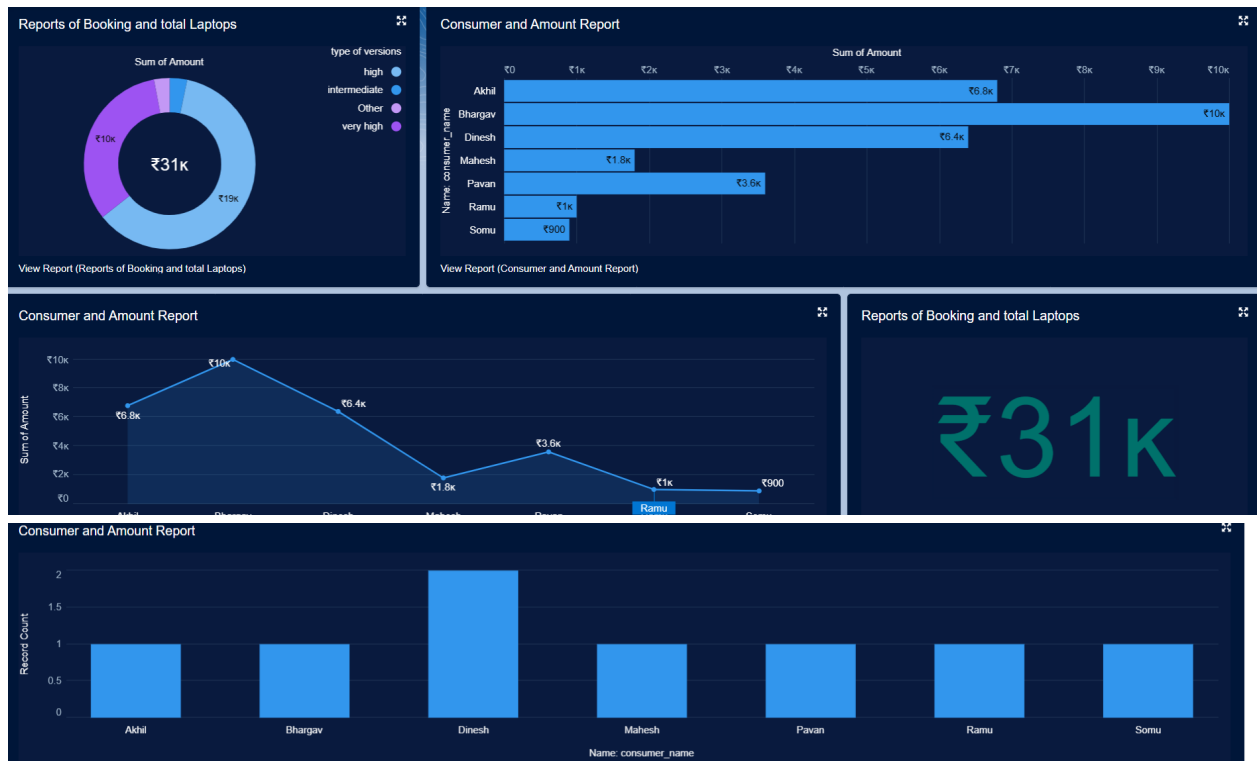 Reports of Booking and total Laptops
Sum of Amount
type of versions
high
intermediate
Other
very high
₹10K
₹31K
₹19K
View Report (Reports of Booking and total Laptops)
Consumer and Amount Report
Sum of Amount
₹0 ₹1K ₹2K ₹3K ₹4K ₹5K ₹6K ₹7K ₹8K ₹9K ₹10K
Name: consumer_name
Akhil ₹6.8K
Bhargav ₹10K
Dinesh ₹6.4K
Mahesh ₹1.8K
Pavan ₹3.6K
Ramu ₹1K
Somu ₹900
View Report (Consumer and Amount Report)
Consumer and Amount Report
Sum of Amount
₹10K
₹8K
₹6K
₹4K
₹2K
₹0
₹6.8K
₹10K
₹6.4K
₹1.8K
₹3.6K
₹1K
₹900
Akhil Bhargav Dinesh Mahesh Pavan Ramu Somu
Reports of Booking and total Laptops
₹31K
Consumer and Amount Report
Record Count
2
1.5
1
0.5
0
Akhil Bhargav Dinesh Mahesh Pavan Ramu Somu
Name: consumer_name